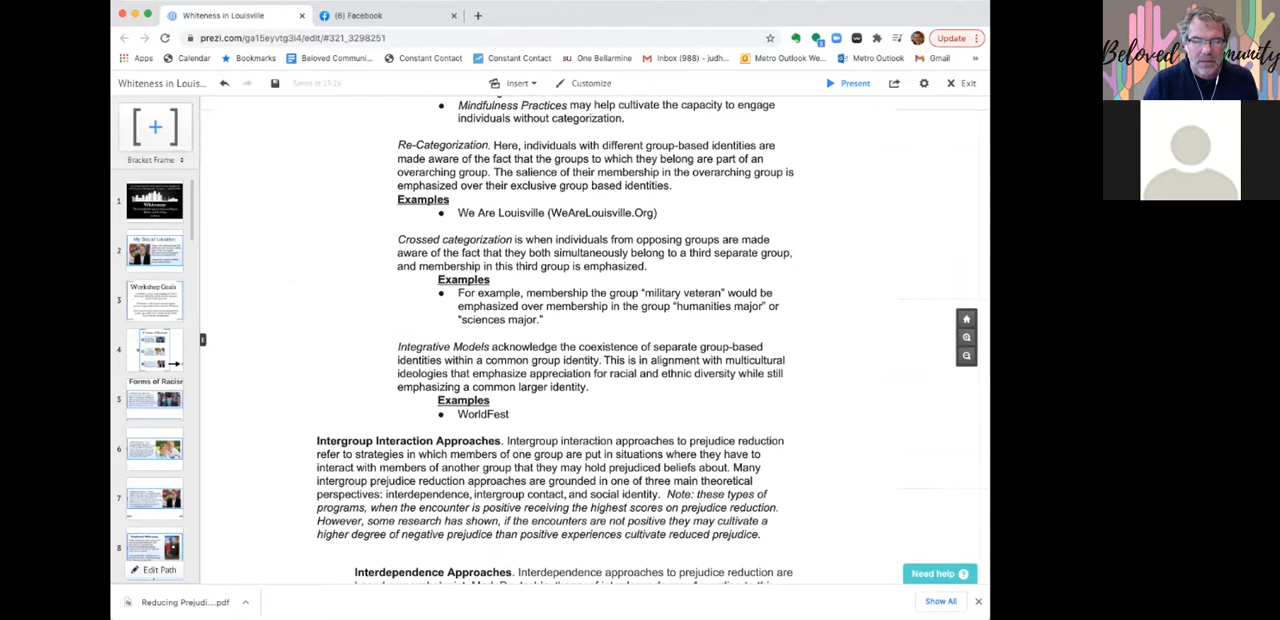 Whiteness in Louisville
(6) Facebook
prezi.com/ga15eyvtg3l4/edit/#321_3298251
Update
Apps
Calendar
Bookmarks
Beloved Communi...
Constant Contact
Constant Contact
One Bellarmine
Inbox (988) - judh...
Metro Outlook We...
Metro Outlook
Gmail
»
Whiteness in Louis...
Insert
Customize
Present
Exit
Beloved
Bracket Frame
1
2
My Social Location
3
Workshop Goals
4
5
Forms of Racism
6
7
8
Edit Path
● Mindfulness Practices may help cultivate the capacity to engage
individuals without categorization.
Re-Categorization. Here, individuals with different group-based identities are
made aware of the fact that the groups to which they belong are part of an
overarching group. The salience of their membership in the overarching group is
emphasized over their exclusive group based identities.
Examples
● We Are Louisville (WeAreLouisville.Org)
Crossed categorization is when individuals from opposing groups are made
aware of the fact that they both simultaneously belong to a third separate group,
and membership in this third group is emphasized.
Examples
● For example, membership the group “military veteran” would be
emphasized over membership in the group “humanities major” or
“sciences major.”
Integrative Models acknowledge the coexistence of separate group-based
identities within a common group identity. This is in alignment with multicultural
ideologies that emphasize appreciation for racial and ethnic diversity while still
emphasizing a common larger identity.
Examples
● WorldFest
Intergroup Interaction Approaches. Intergroup interaction approaches to prejudice reduction
refer to strategies in which members of one group are put in situations where they have to
interact with members of another group that they may hold prejudiced beliefs about. Many
intergroup prejudice reduction approaches are grounded in one of three main theoretical
perspectives: interdependence, intergroup contact, and social identity. Note: these types of
programs, when the encounter is positive receiving the highest scores on prejudice reduction.
However, some research has shown, if the encounters are not positive they may cultivate a
higher degree of negative prejudice than positive experiences cultivate reduced prejudice.
Interdependence Approaches. Interdependence approaches to prejudice reduction are
Need help ?
Reducing Prejudi....pdf
Show All